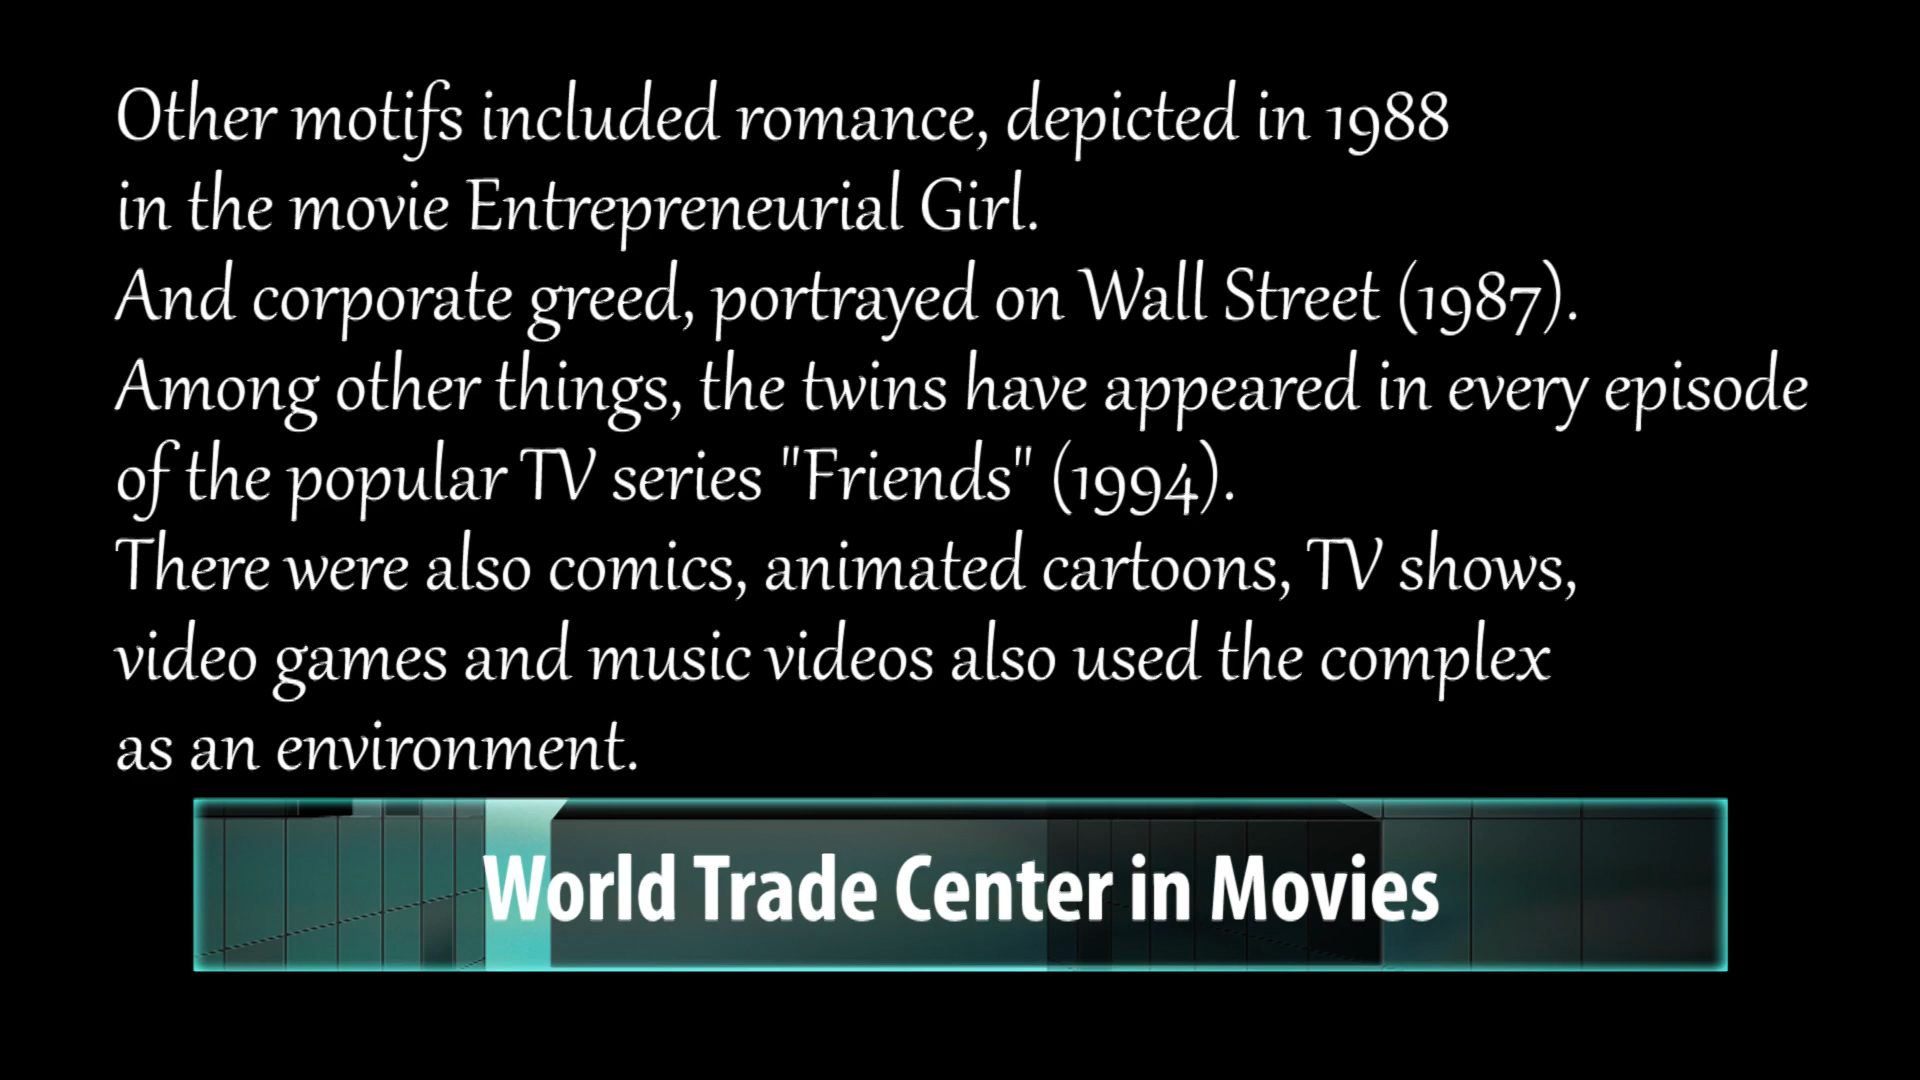 Other motifs included romance, depicted in 1988
in the movie Entrepreneurial Girl.
And corporate greed, portrayed on Wall Street (1987).
Among other things, the twins have appeared in every episode
of the popular TV series "Friends" (1994).
There were also comics, animated cartoons, TV shows,
video games and music videos also used the complex
as an environment.
World Trade Center in Movies